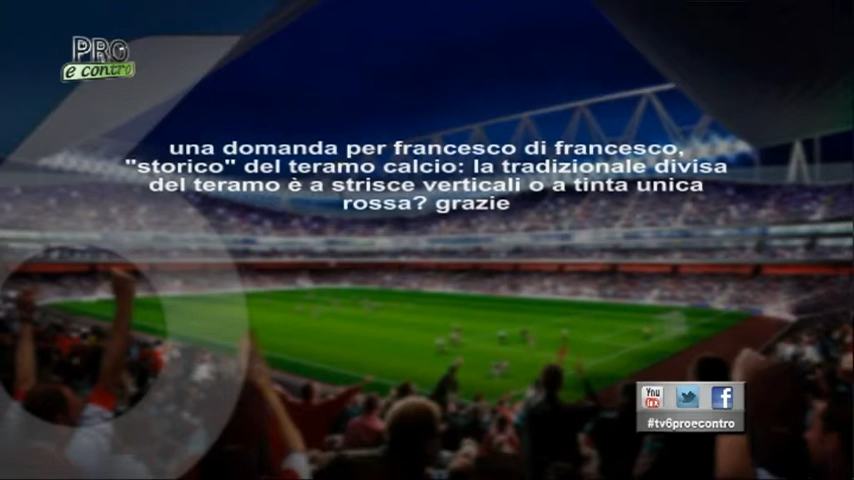 PRO
e contro
una domanda per francesco di francesco,
"storico" del teramo calcio: la tradizionale divisa
del teramo è a strisce verticali o a tinta unica
rossa? grazie
You
#tv6proecontro